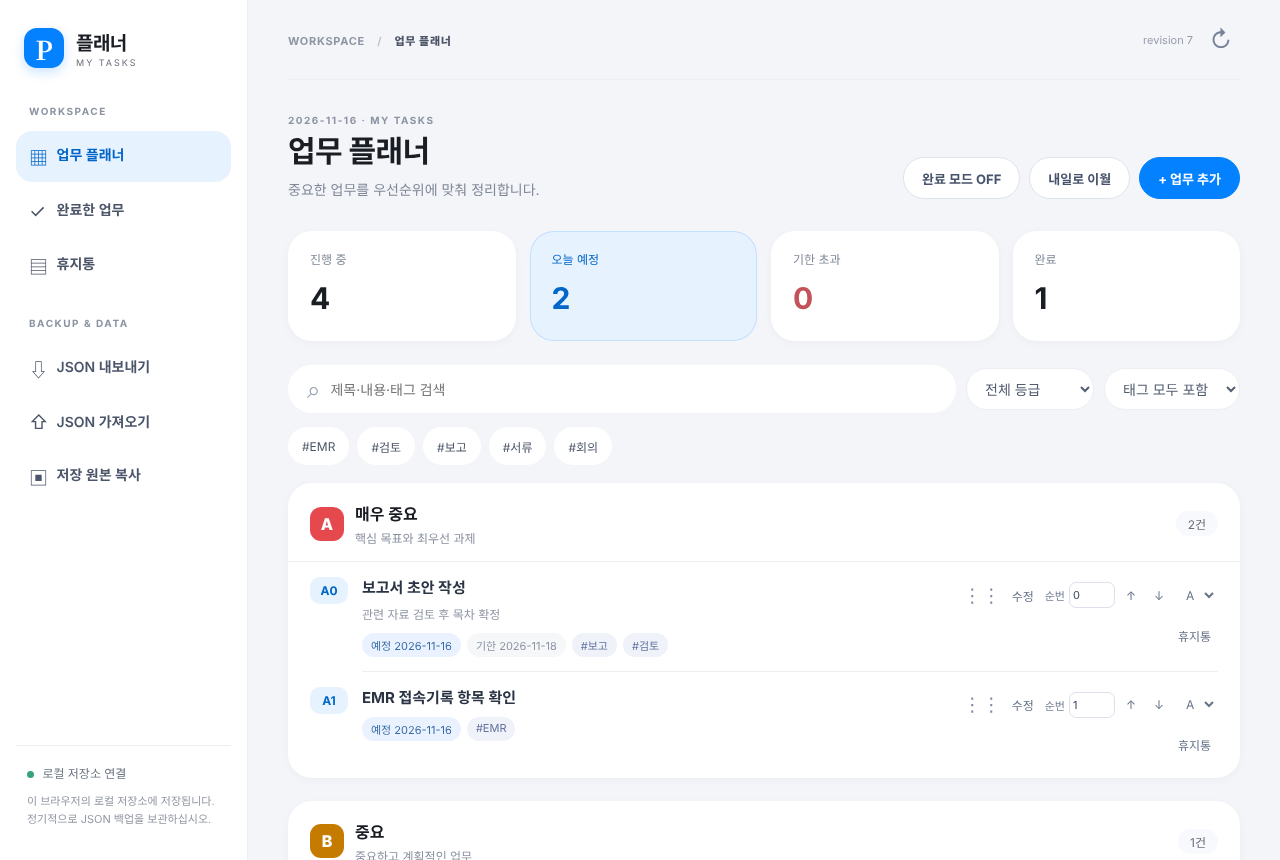 P
플래너
MY TASKS
WORKSPACE
업무 플래너
완료한 업무
휴지통
BACKUP & DATA
JSON 내보내기
JSON 가져오기
저장 원본 복사
로컬 저장소 연결
이 브라우저의 로컬 저장소에 저장됩니다.
정기적으로 JSON 백업을 보관하십시오.
WORKSPACE / 업무 플래너
revision 7
2026-11-16 · MY TASKS
업무 플래너
중요한 업무를 우선순위에 맞춰 정리합니다.
완료 모드 OFF
내일로 이월
+ 업무 추가
진행 중
4
오늘 예정
2
기한 초과
0
완료
1
제목·내용·태그 검색
전체 등급
태그 모두 포함
#EMR
#검토
#보고
#서류
#회의
A
매우 중요
핵심 목표와 최우선 과제
2건
A0
보고서 초안 작성
관련 자료 검토 후 목차 확정
예정 2026-11-16
기한 2026-11-18
#보고
#검토
수정
순번 0
↑
↓
A
휴지통
A1
EMR 접속기록 항목 확인
예정 2026-11-16
#EMR
수정
순번 1
↑
↓
A
휴지통
B
중요
중요하고 계획적인 업무
1건